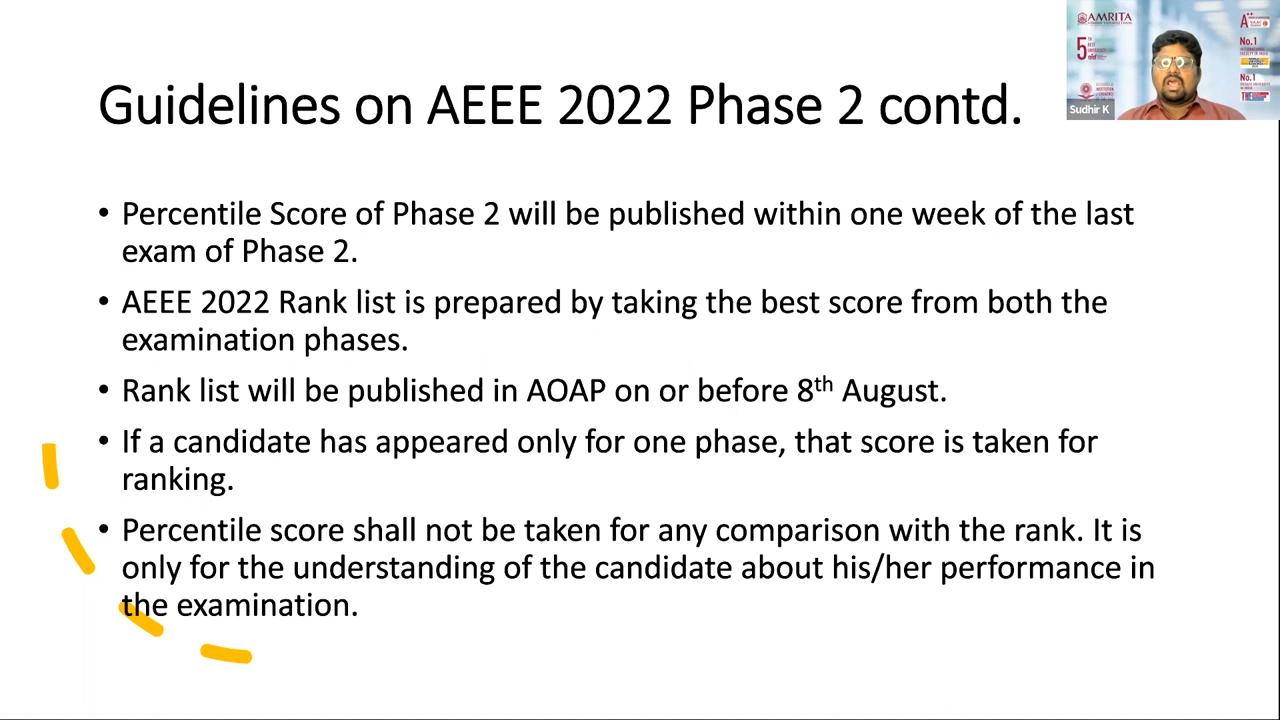 Guidelines on AEEE 2022 Phase 2 contd.
• Percentile Score of Phase 2 will be published within one week of the last
exam of Phase 2.
• AEEE 2022 Rank list is prepared by taking the best score from both the
examination phases.
• Rank list will be published in AOAP on or before 8th August.
• If a candidate has appeared only for one phase, that score is taken for
ranking.
• Percentile score shall not be taken for any comparison with the rank. It is
only for the understanding of the candidate about his/her performance in
the examination.
AMRITA
5
A++
No.1
No.1
Sudhir K